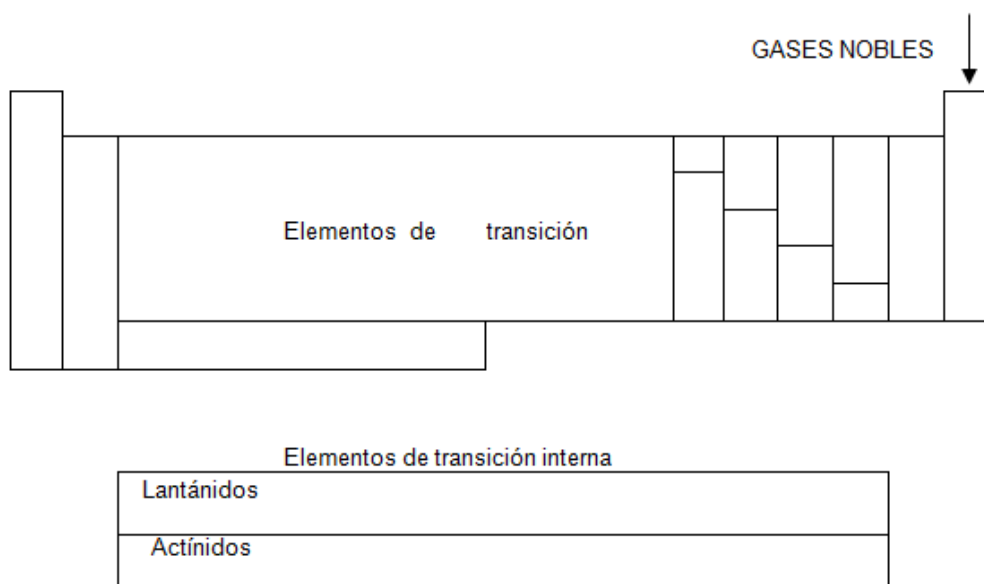 GASES NOBLES
Elementos de transición
Elementos de transición interna
Lantánidos
Actínidos